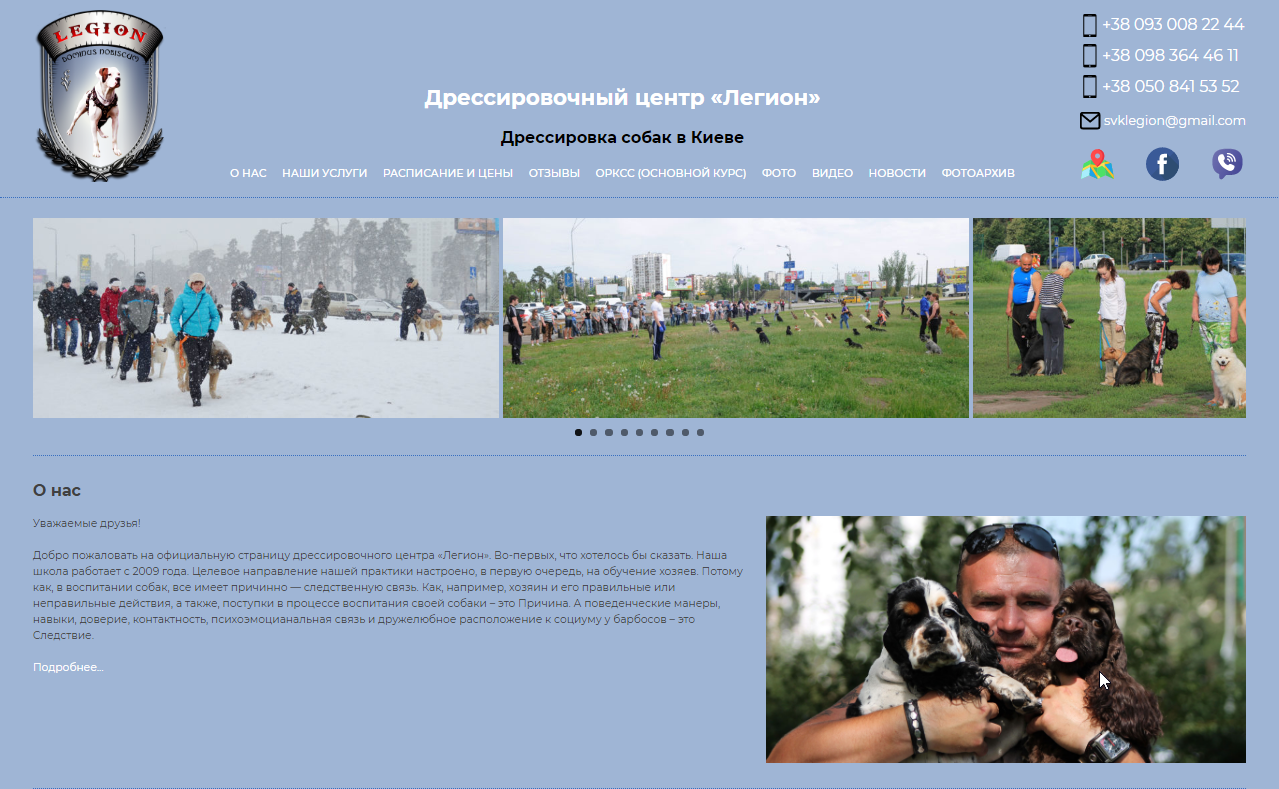 LEGION
DOMINUS NOBISCUM
+38 093 008 22 44
+38 098 364 46 11
+38 050 841 53 52
svklegion@gmail.com
Дрессировочный центр «Легион»
Дрессировка собак в Киеве
О НАС НАШИ УСЛУГИ РАСПИСАНИЕ И ЦЕНЫ ОТЗЫВЫ ОРКСС (ОСНОВНОЙ КУРС) ФОТО ВИДЕО НОВОСТИ ФОТОАРХИВ
О нас
Уважаемые друзья!
Добро пожаловать на официальную страницу дрессировочного центра «Легион». Во-первых, что хотелось бы сказать. Наша
школа работает с 2009 года. Целевое направление нашей практики настроено, в первую очередь, на обучение хозяев. Потому
как, в воспитании собак, все имеет причинно — следственную связь. Как, например, хозяин и его правильные или
неправильные действия, а также, поступки в процессе воспитания своей собаки – это Причина. А поведенческие манеры,
навыки, доверие, контактность, психоэмоцианальная связь и дружелюбное расположение к социуму у барбосов – это
Следствие.
Подробнее...